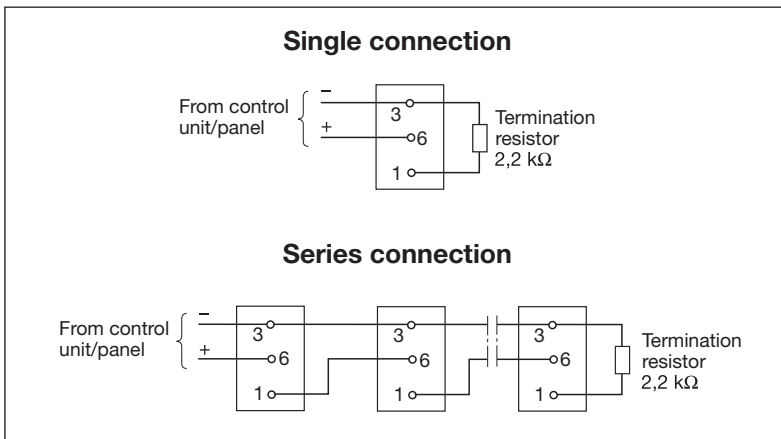 Single connection
From control
unit/panel
−
+
3
6
1
Termination
resistor
2,2 kΩ
Series connection
From control
unit/panel
−
+
3
6
1
3
6
1
3
6
1
Termination
resistor
2,2 kΩ